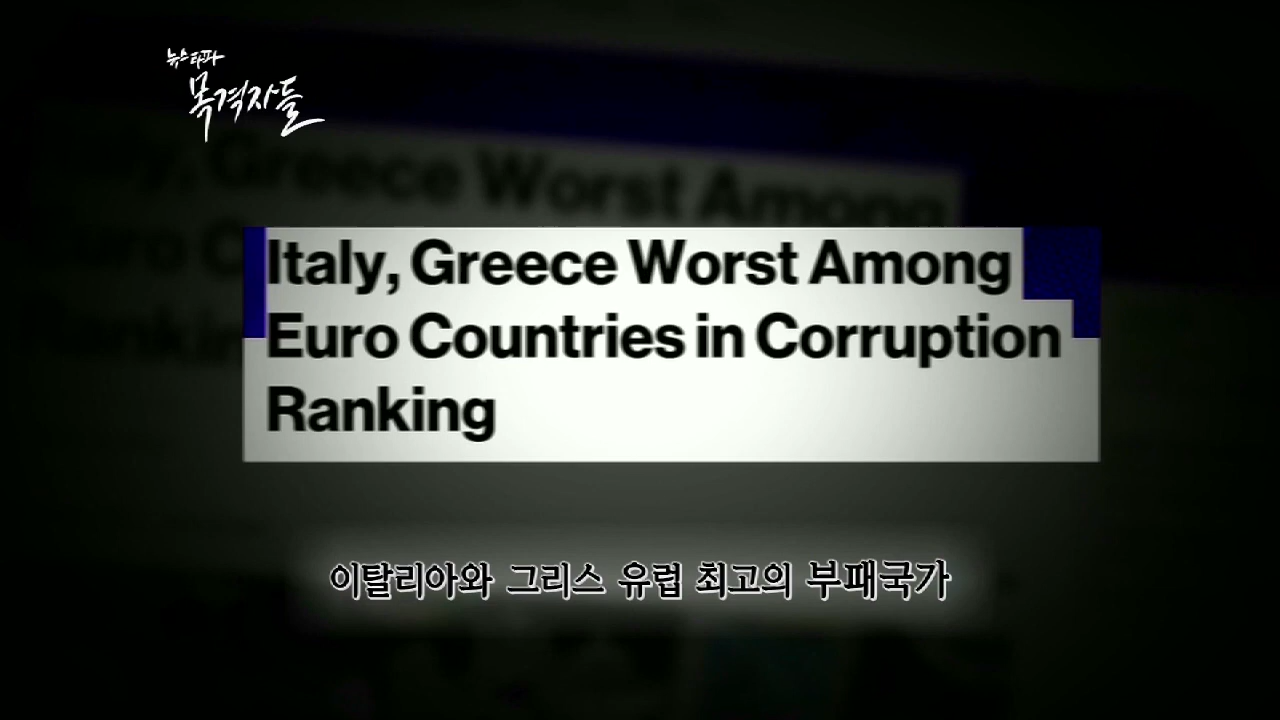 뉴스타파
목격자들
Italy, Greece Worst Among
Euro Countries in Corruption
Ranking
이탈리아와 그리스 유럽 최고의 부패국가